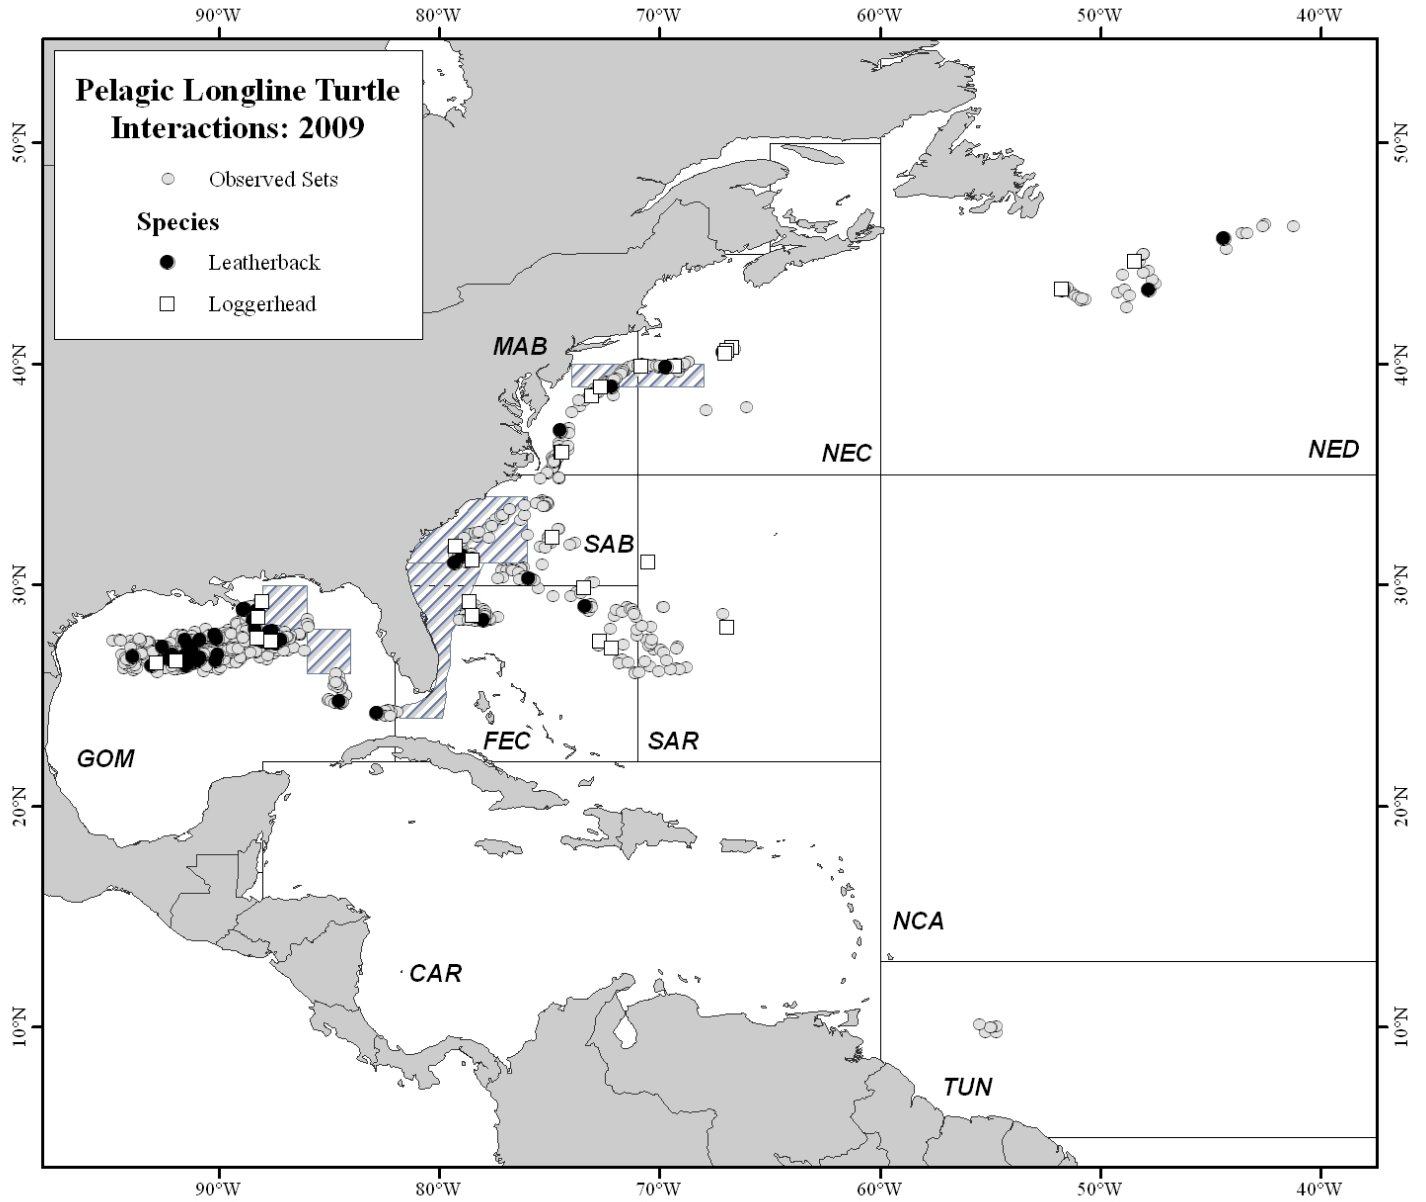 90°W 80°W 70°W 60°W 50°W 40°W
Pelagic Longline Turtle
Interactions: 2009
Observed Sets
Species
Leatherback
Loggerhead
50°N 50°N
MAB
40°N 40°N
NEC NED
SAB
30°N 30°N
GOM FEC SAR
20°N 20°N
NCA
CAR
10°N 10°N
TUN
90°W 80°W 70°W 60°W 50°W 40°W